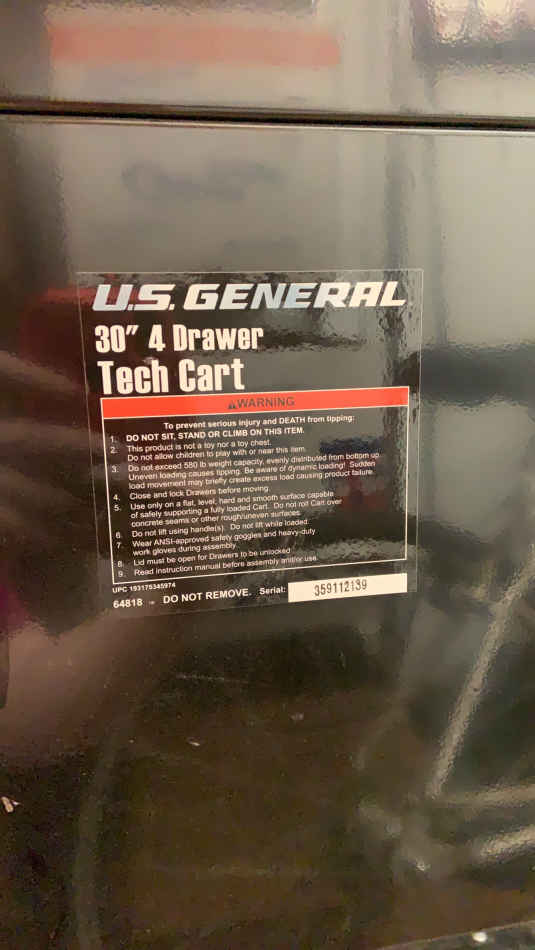 U.S. GENERAL
30" 4 Drawer
Tech Cart
⚠WARNING
To prevent serious injury and DEATH from tipping:
1. DO NOT SIT, STAND OR CLIMB ON THIS ITEM.
2. This product is not a toy nor a toy chest.
Do not allow children to play with or near this item.
3. Do not exceed 580 lb weight capacity, evenly distributed from bottom up.
Uneven loading causes tipping. Be aware of dynamic loading! Sudden
load movement may briefly create excess load causing product failure.
4. Close and lock Drawers before moving.
5. Use only on a flat, level, hard and smooth surface capable
of safely supporting a fully loaded Cart. Do not roll Cart over
concrete seams or other rough/uneven surfaces.
6. Do not lift using handle(s). Do not lift while loaded.
7. Wear ANSI-approved safety goggles and heavy-duty
work gloves during assembly.
8. Lid must be open for Drawers to be unlocked
9. Read instruction manual before assembly and/or use.
UPC 193175345974
64818 DO NOT REMOVE. Serial: 359112139